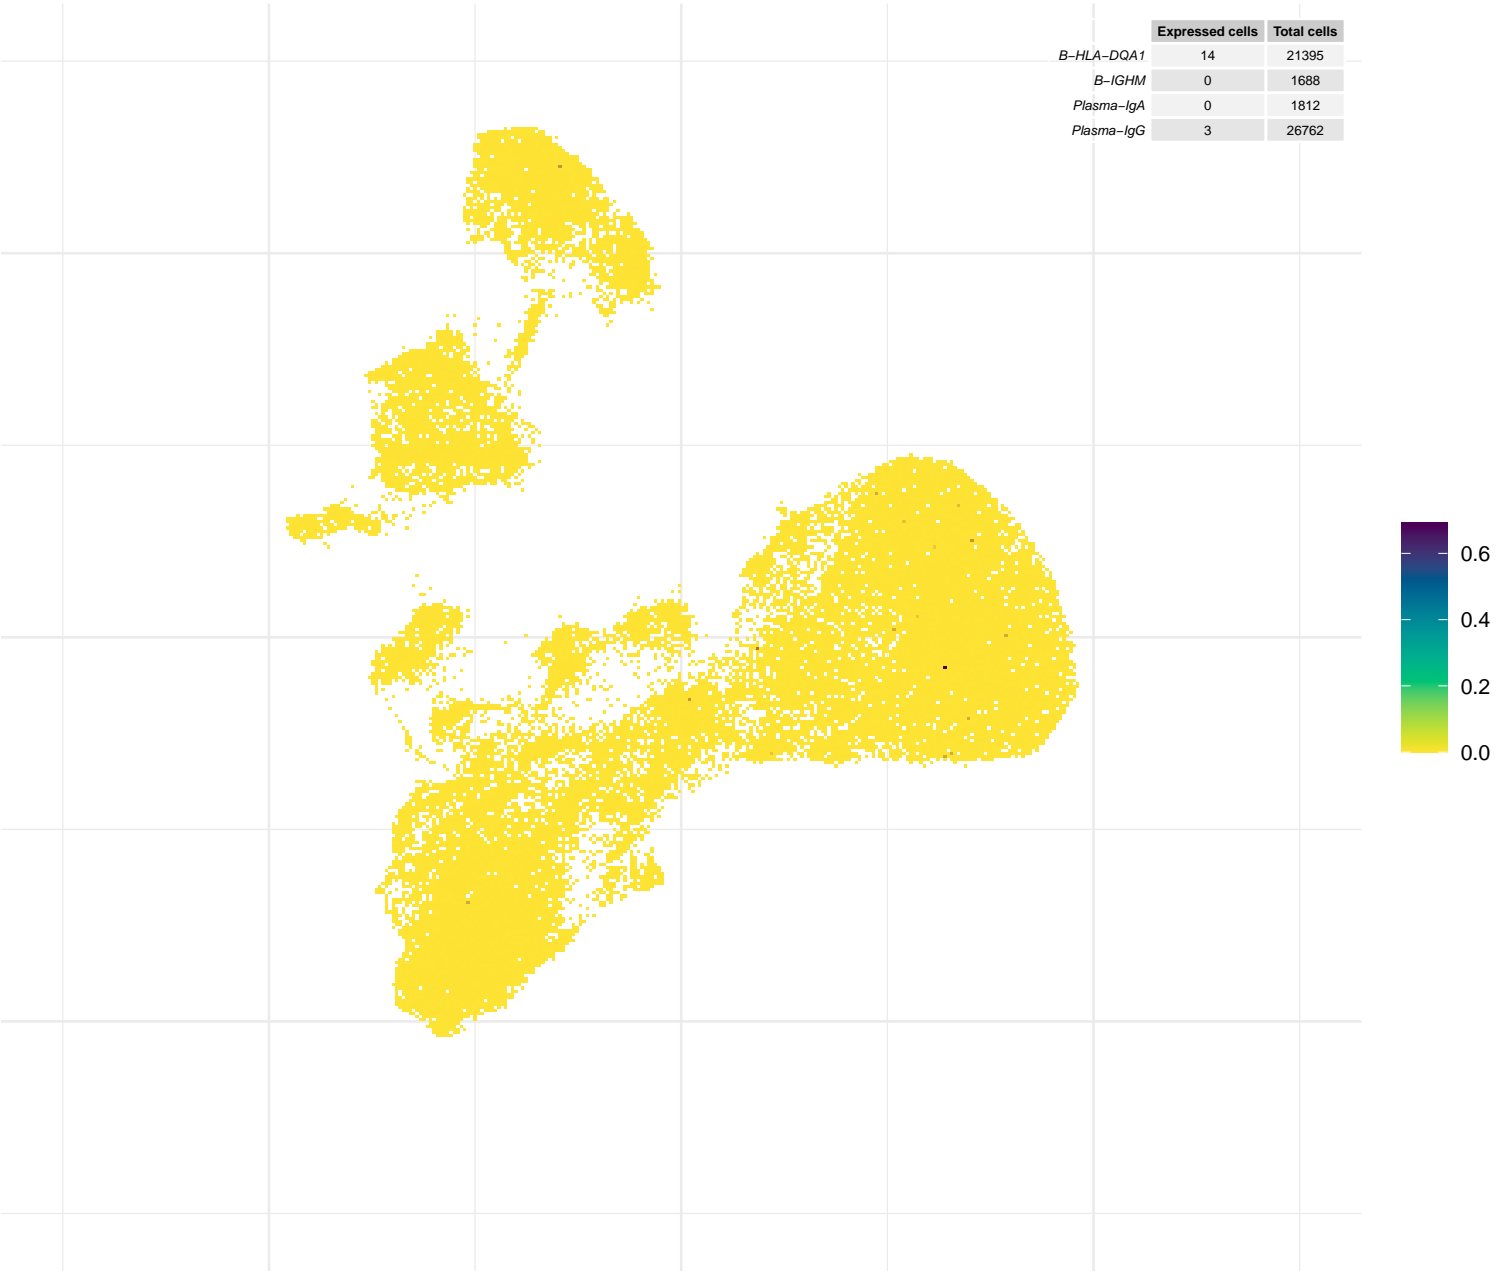 Expressed cells Total cells
B−HLA−DQA1 14 21395
B−IGHM 0 1688
Plasma−IgA 0 1812
Plasma−IgG 3 26762
0.6
0.4
0.2
0.0